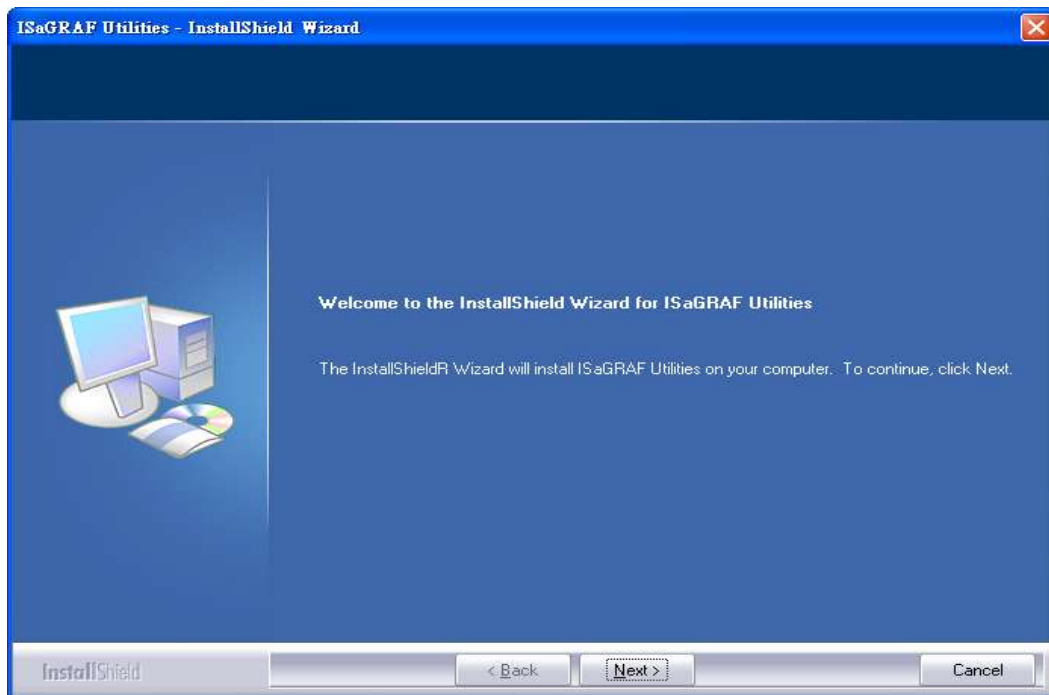 ISaGRAF Utilities - InstallShield Wizard
Welcome to the InstallShield Wizard for ISaGRAF Utilities
The InstallShieldR Wizard will install ISaGRAF Utilities on your computer. To continue, click Next.
InstallShield
< Back Next > Cancel